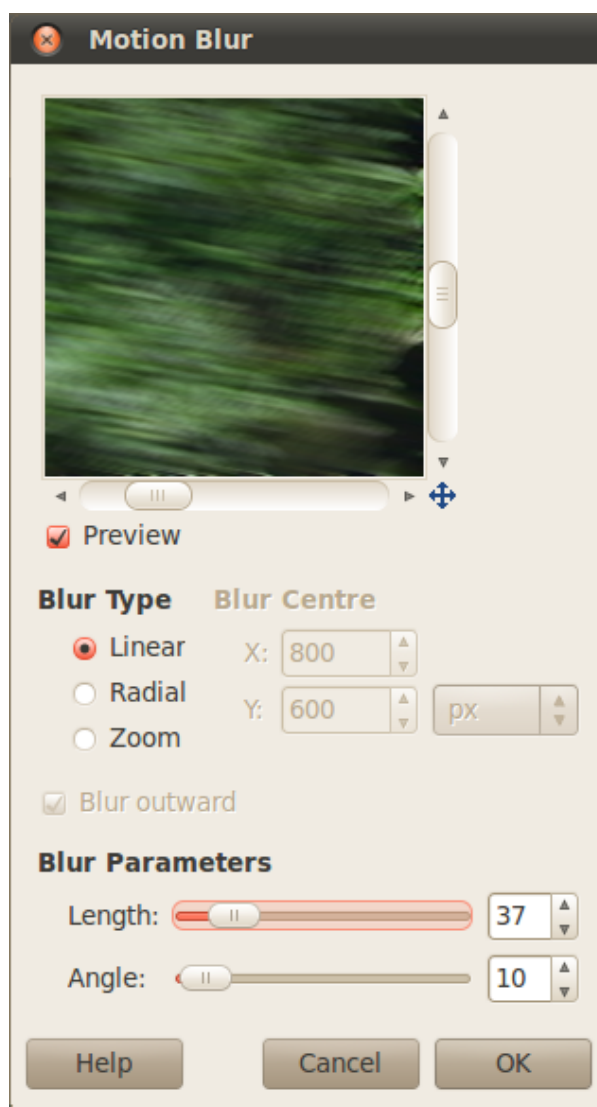 Motion Blur
Preview
Blur Type Blur Centre
Linear X: 800
Radial Y: 600 px
Zoom
Blur outward
Blur Parameters
Length: 37
Angle: 10
Help Cancel OK